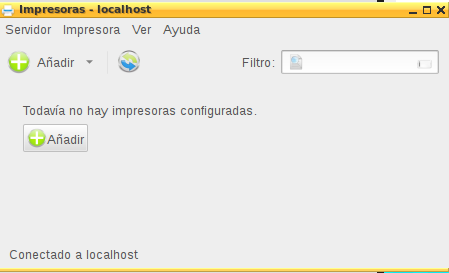 Impresoras - localhost
Servidor Impresora Ver Ayuda
Añadir Filtro:
Todavía no hay impresoras configuradas.
Añadir
Conectado a localhost